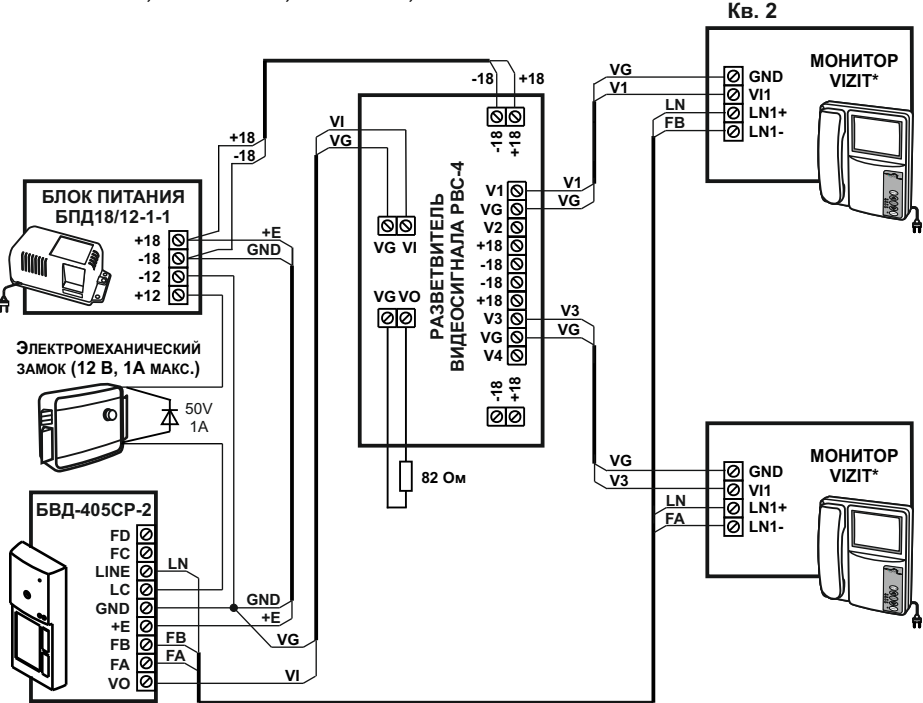 Кв. 2
МОНИТОР
VIZIT*
VG
GND
V1
VI1
LN
LN1+
FB
LN1-
-18
+18
-18
+18
VI
VG
+18
-18
БЛОК ПИТАНИЯ
БПД18/12-1-1
+18
-18
-12
+12
+E
GND
VG VI
VG VO
РАЗВЕТВИТЕЛЬ
ВИДЕОСИГНАЛА РВС-4
V1
VG
V2
+18
-18
-18
+18
V3
VG
V4
V1
VG
V3
VG
-18
+18
82 Ом
ЭЛЕКТРОМЕХАНИЧЕСКИЙ
ЗАМОК (12 В, 1А МАКС.)
50V
1A
МОНИТОР
VIZIT*
VG
GND
V3
VI1
LN
LN1+
FA
LN1-
БВД-405CP-2
FD
FC
LINE
LC
GND
+E
FB
FA
VO
LN
GND
+E
FB
FA
VG
VI